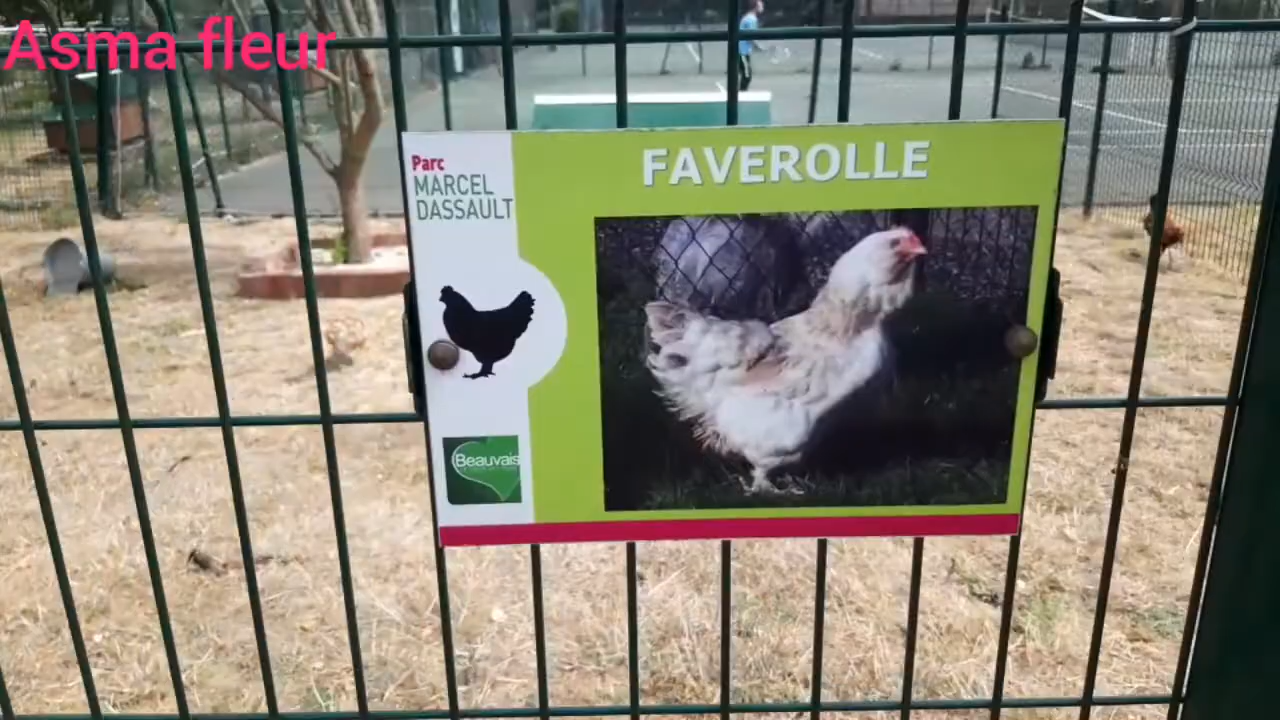 Asma fleur
Parc
MARCEL
DASSAULT
FAVEROLLE
Beauvais